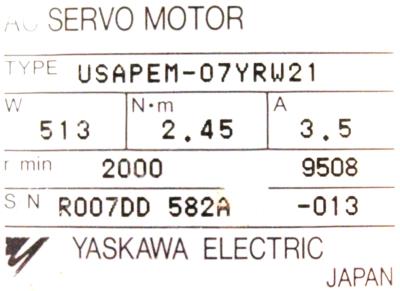 AC SERVO MOTOR
TYPE USAPEM-07YRW21
W N·m A
513 2.45 3.5
r min 2000 9508
S N R007DD 582A -013
YASKAWA ELECTRIC
JAPAN